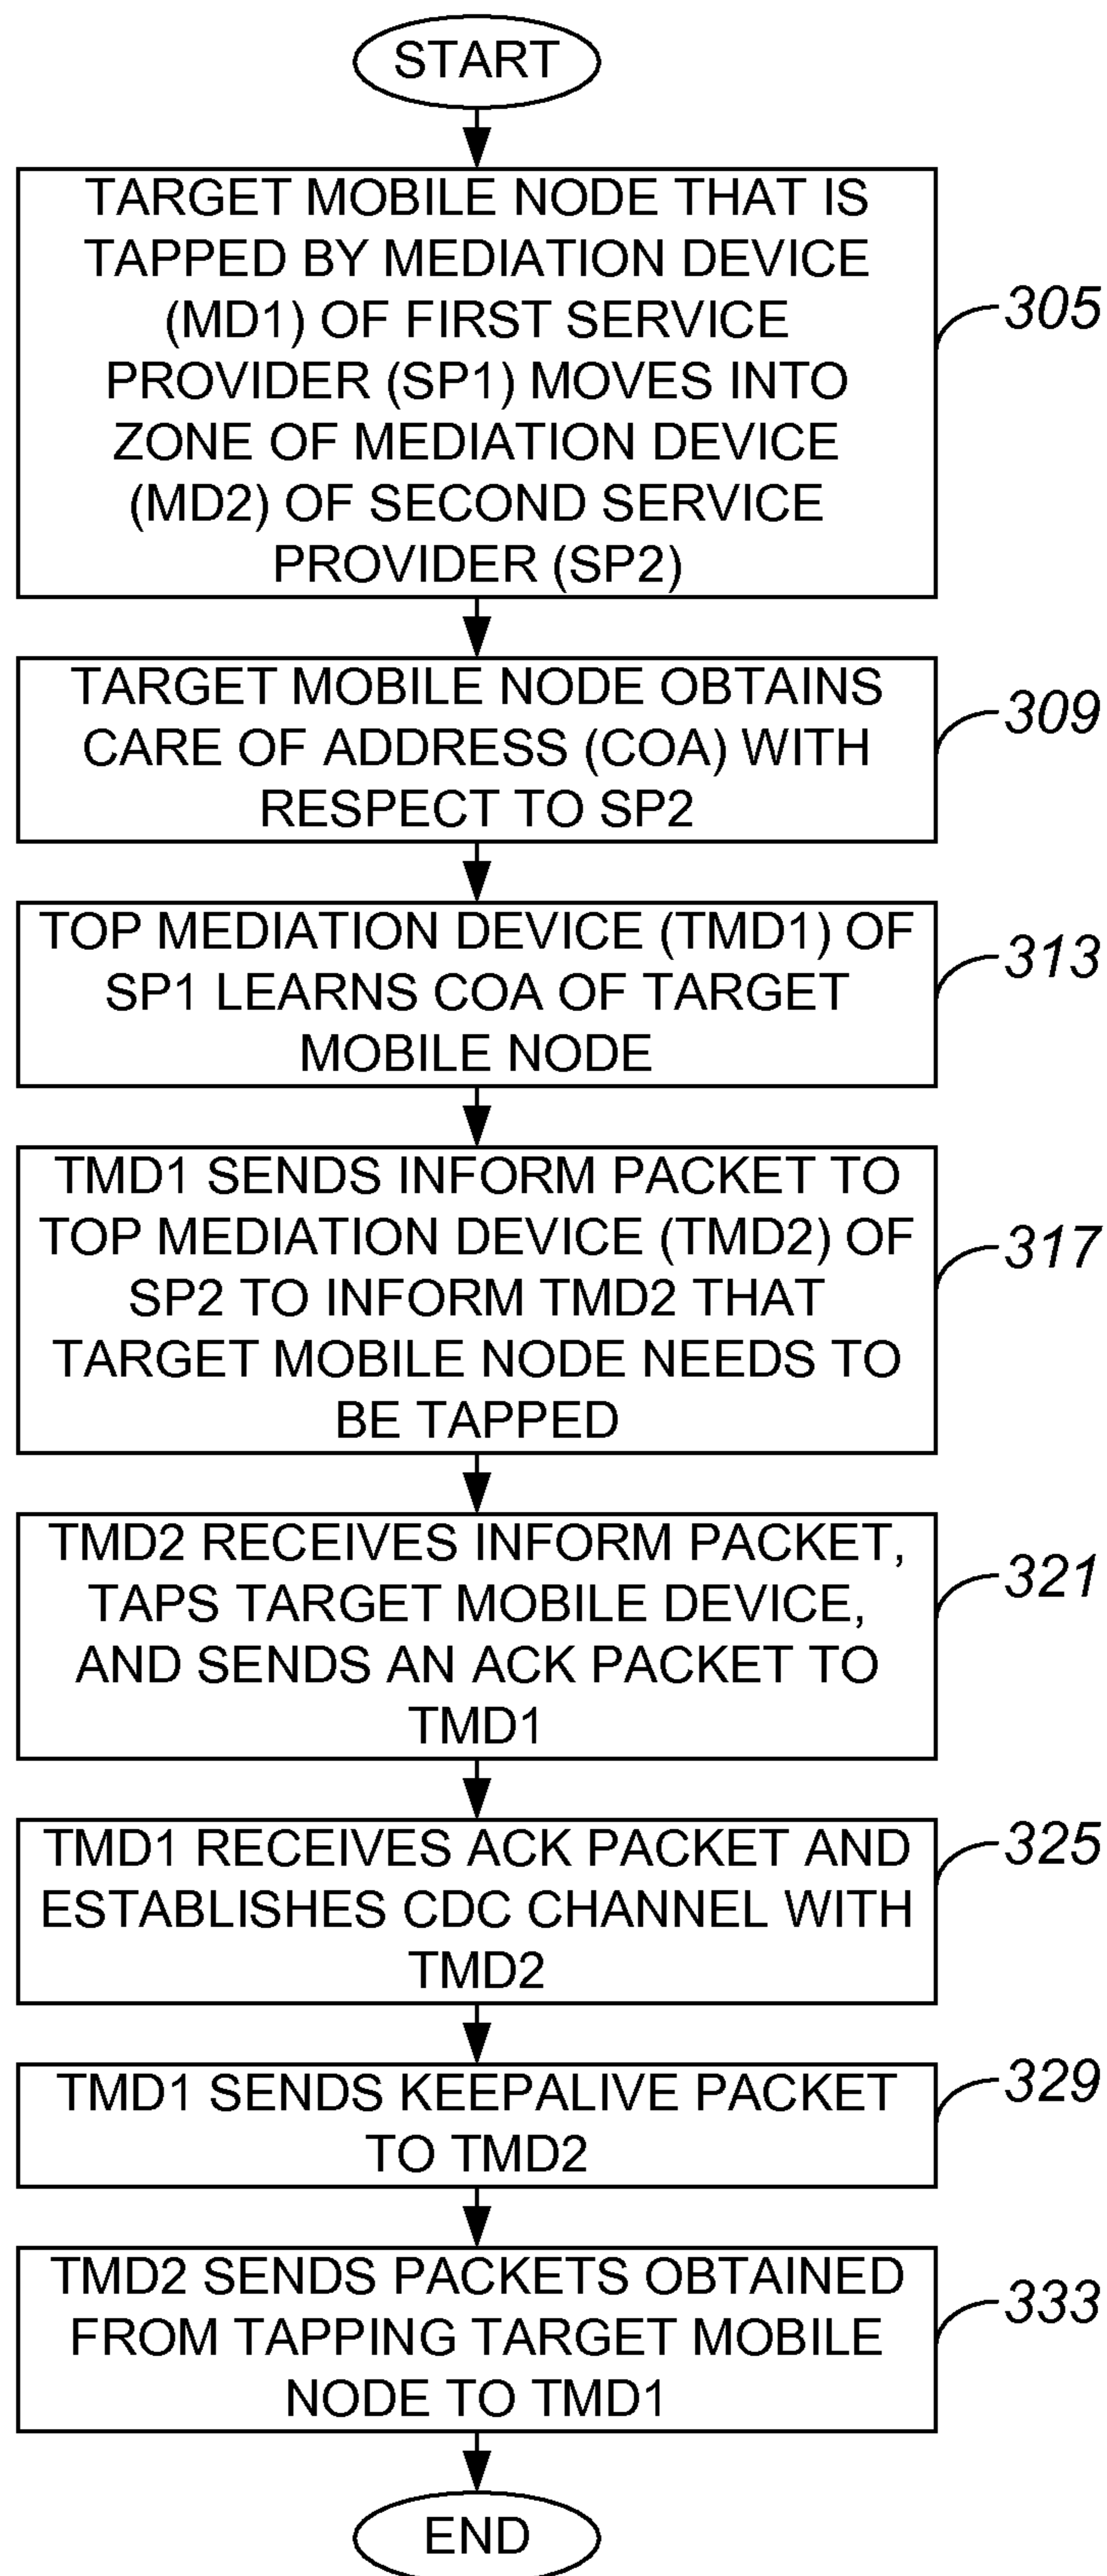 START
TARGET MOBILE NODE THAT IS
TAPPED BY MEDIATION DEVICE
(MD1) OF FIRST SERVICE
PROVIDER (SP1) MOVES INTO
ZONE OF MEDIATION DEVICE
(MD2) OF SECOND SERVICE
PROVIDER (SP2)
305
TARGET MOBILE NODE OBTAINS
CARE OF ADDRESS (COA) WITH
RESPECT TO SP2
309
TOP MEDIATION DEVICE (TMD1) OF
SP1 LEARNS COA OF TARGET
MOBILE NODE
313
TMD1 SENDS INFORM PACKET TO
TOP MEDIATION DEVICE (TMD2) OF
SP2 TO INFORM TMD2 THAT
TARGET MOBILE NODE NEEDS TO
BE TAPPED
317
TMD2 RECEIVES INFORM PACKET,
TAPS TARGET MOBILE DEVICE,
AND SENDS AN ACK PACKET TO
TMD1
321
TMD1 RECEIVES ACK PACKET AND
ESTABLISHES CDC CHANNEL WITH
TMD2
325
TMD1 SENDS KEEPALIVE PACKET
TO TMD2
329
TMD2 SENDS PACKETS OBTAINED
FROM TAPPING TARGET MOBILE
NODE TO TMD1
333
END